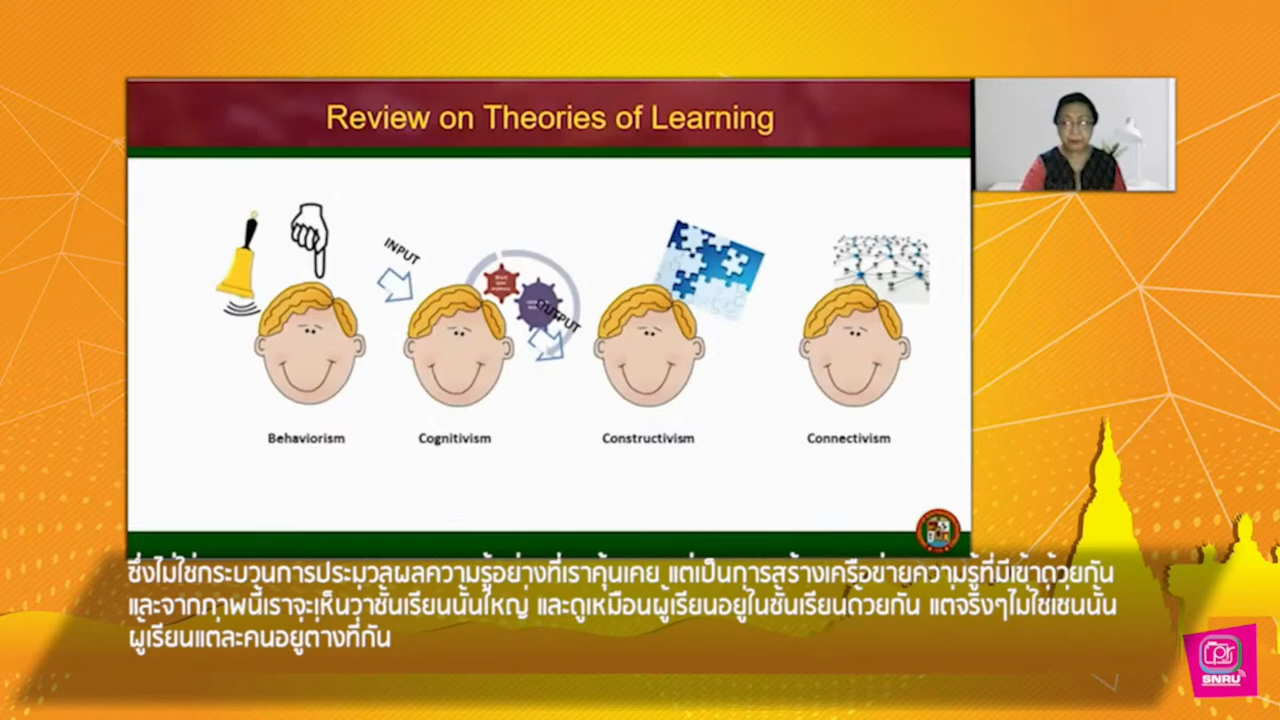 Review on Theories of Learning
INPUT
OUTPUT
Behaviorism
Cognitivism
Constructivism
Connectivism
ซึ่งไม่ใช่กระบวนการประมวลผลความรู้อย่างที่เราคุ้นเคย แต่เป็นการสร้างเครือข่ายความรู้ที่มีเข้าด้วยกัน
และจากภาพนี้เราจะเห็นว่าชั้นเรียนนั้นใหญ่ และดูเหมือนผู้เรียนอยู่ในชั้นเรียนด้วยกัน แต่จริงๆไม่ใช่เช่นนั้น
ผู้เรียนแต่ละคนอยู่ต่างที่กัน
pr
SNRU